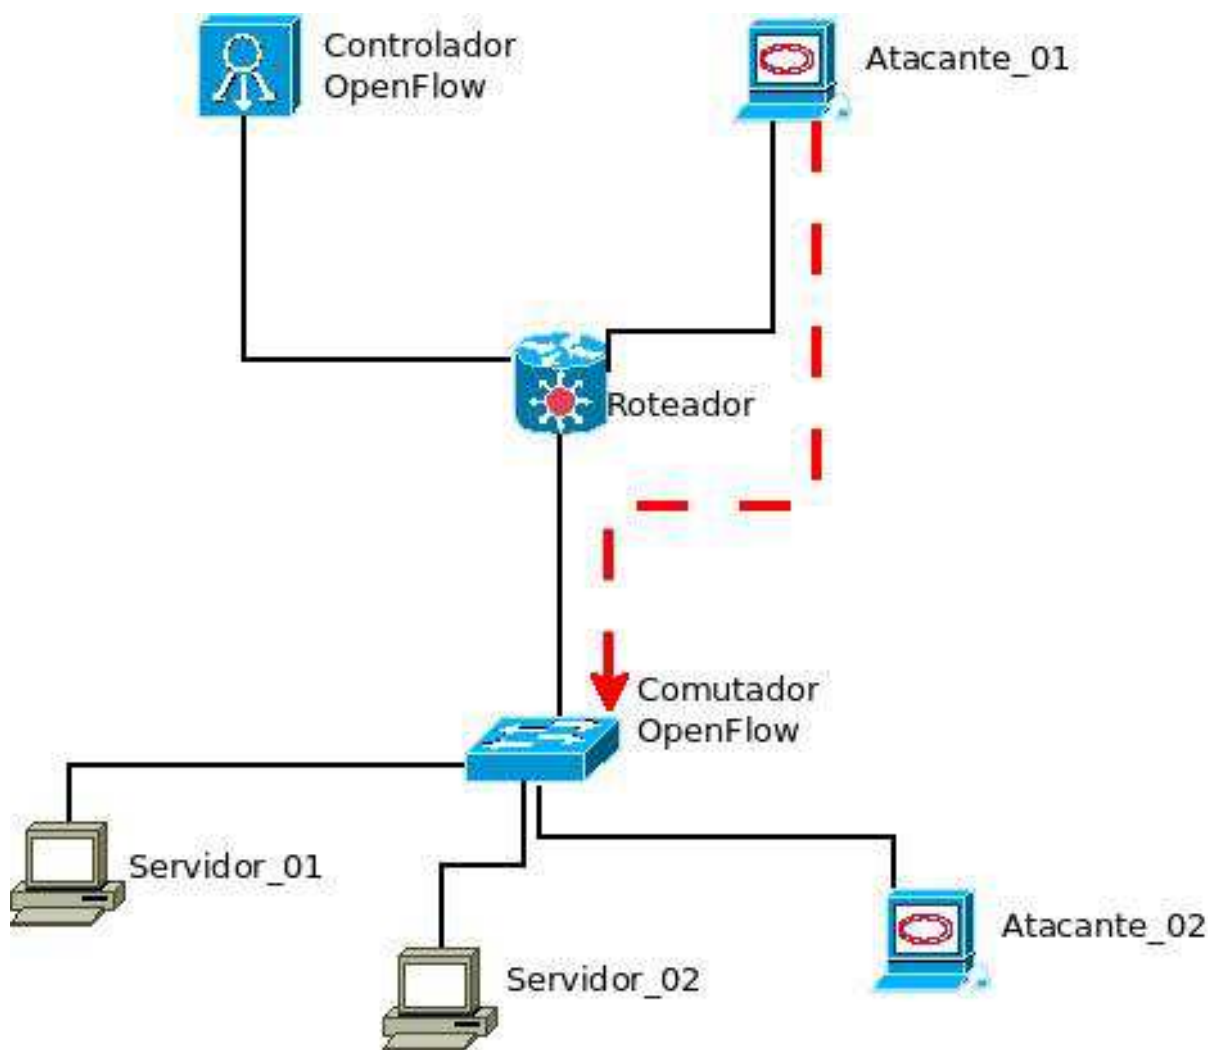 Controlador
OpenFlow
Atacante_01
Roteador
Comutador
OpenFlow
Servidor_01
Atacante_02
Servidor_02